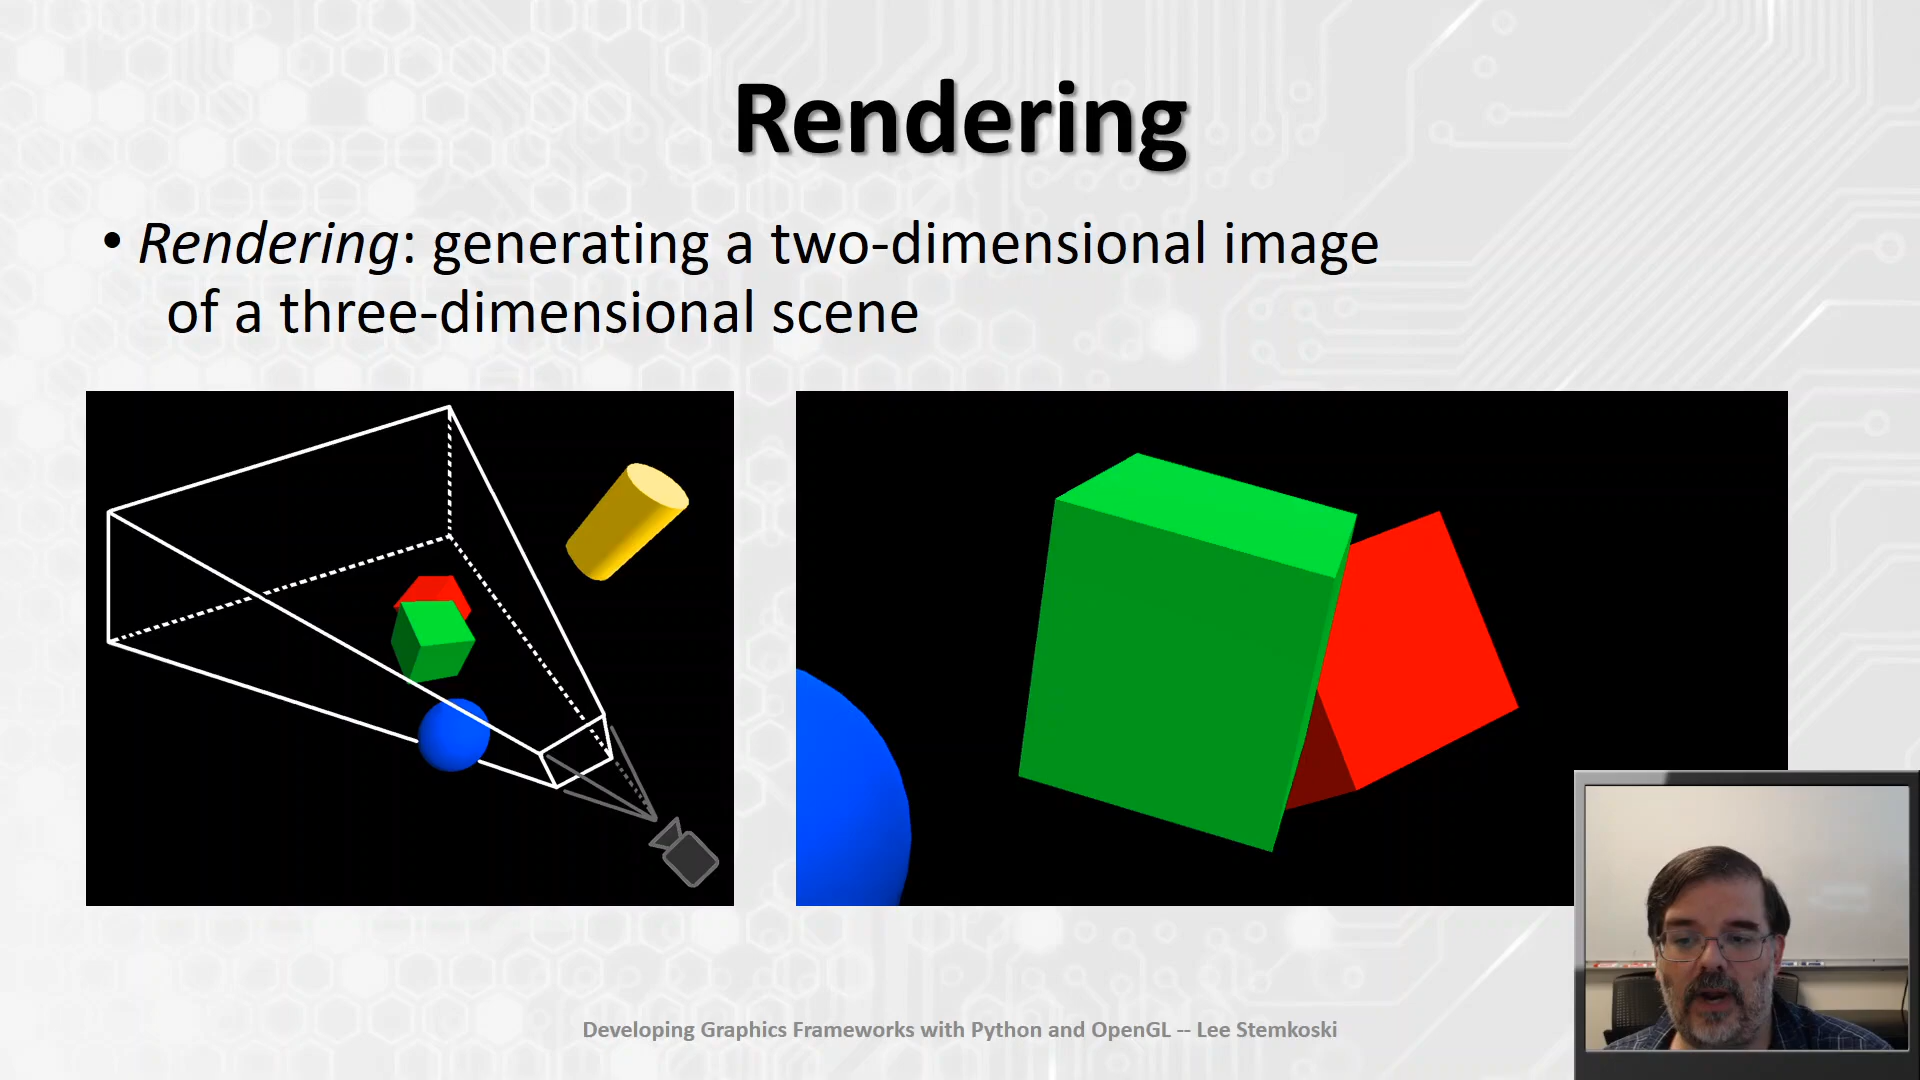 Rendering
• Rendering: generating a two-dimensional image
of a three-dimensional scene
Developing Graphics Frameworks with Python and OpenGL -- Lee Stemkoski